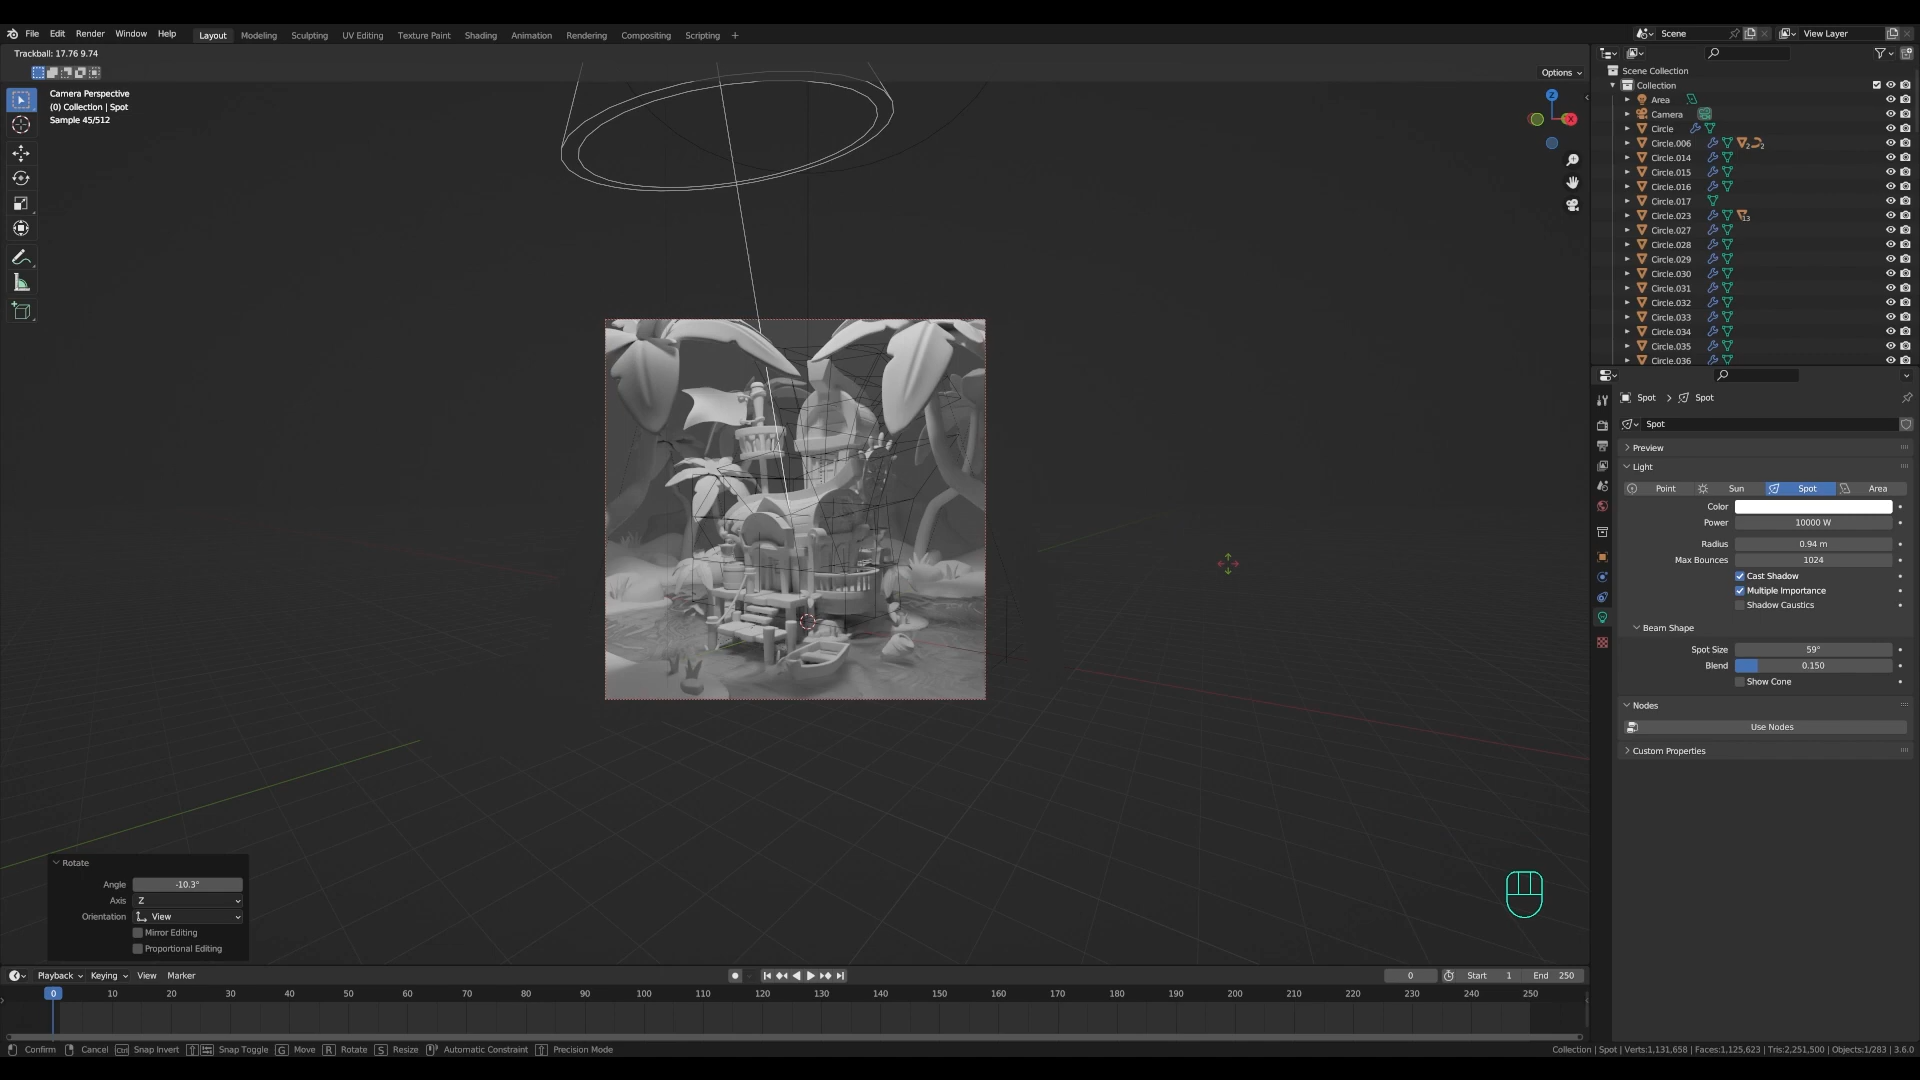 File Edit Render Window Help Layout Modeling Sculpting UV Editing Texture Paint Shading Animation Rendering Compositing Scripting + Scene View Layer
Trackball: 17.76 9.74
Options
Camera Perspective
(0) Collection | Spot
Sample 45/512
Z
X
Scene Collection
Collection
Area
Camera
Circle
Circle.006 2 2
Circle.014
Circle.015
Circle.016
Circle.017
Circle.023 13
Circle.027
Circle.028
Circle.029
Circle.030
Circle.031
Circle.032
Circle.033
Circle.034
Circle.035
Circle.036
Spot > Spot
Spot
Preview
Light
Point Sun Spot Area
Color
Power 10000 W
Radius 0.94 m
Max Bounces 1024
Cast Shadow
Multiple Importance
Shadow Caustics
Beam Shape
Spot Size 59°
Blend 0.150
Show Cone
Nodes
Use Nodes
Custom Properties
Rotate
Angle -10.3°
Axis Z
Orientation View
Mirror Editing
Proportional Editing
Playback Keying View Marker 0 Start 1 End 250
0 10 20 30 40 50 60 70 80 90 100 110 120 130 140 150 160 170 180 190 200 210 220 230 240 250
Confirm Cancel Ctrl Snap Invert Snap Toggle G Move R Rotate S Resize Automatic Constraint Precision Mode Collection | Spot | Verts:1,131,658 | Faces:1,125,623 | Tris:2,251,500 | Objects:1/283 | 3.6.0